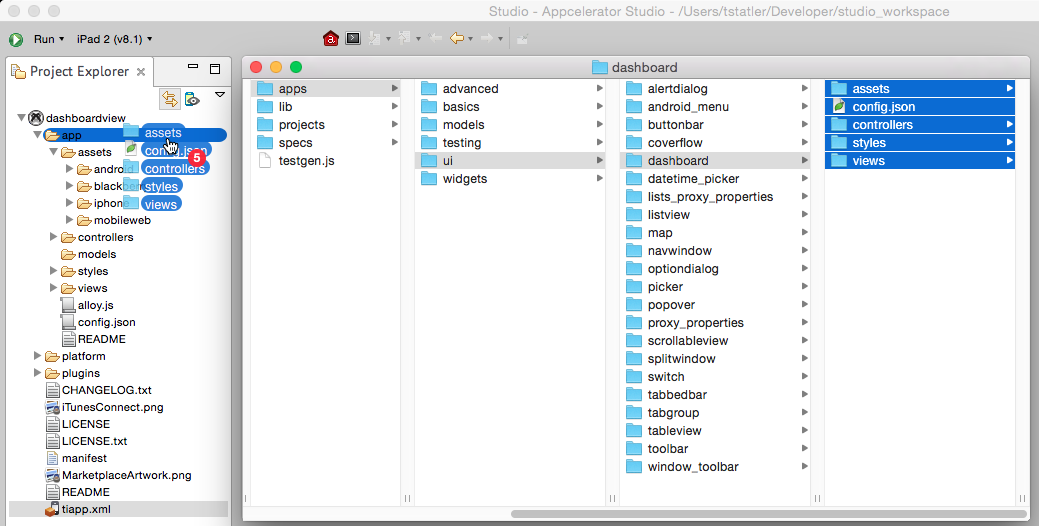 Studio - Appcelerator Studio - /Users/tstatler/Developer/studio_workspace
Run
iPad 2 (v8.1)
Project Explorer
dashboardview
app
assets
android
iphone
mobileweb
controllers
models
styles
views
alloy.js
config.json
README
platform
plugins
CHANGELOG.txt
iTunesConnect.png
LICENSE
LICENSE.txt
manifest
MarketplaceArtwork.png
README
tiapp.xml
assets
config.json
5
controllers
styles
views
dashboard
apps
lib
projects
specs
testgen.js
advanced
basics
models
testing
ui
widgets
alertdialog
android_menu
buttonbar
coverflow
dashboard
datetime_picker
lists_proxy_properties
listview
map
navwindow
optiondialog
picker
popover
proxy_properties
scrollableview
splitwindow
switch
tabbedbar
tabgroup
tableview
toolbar
window_toolbar
assets
config.json
controllers
styles
views